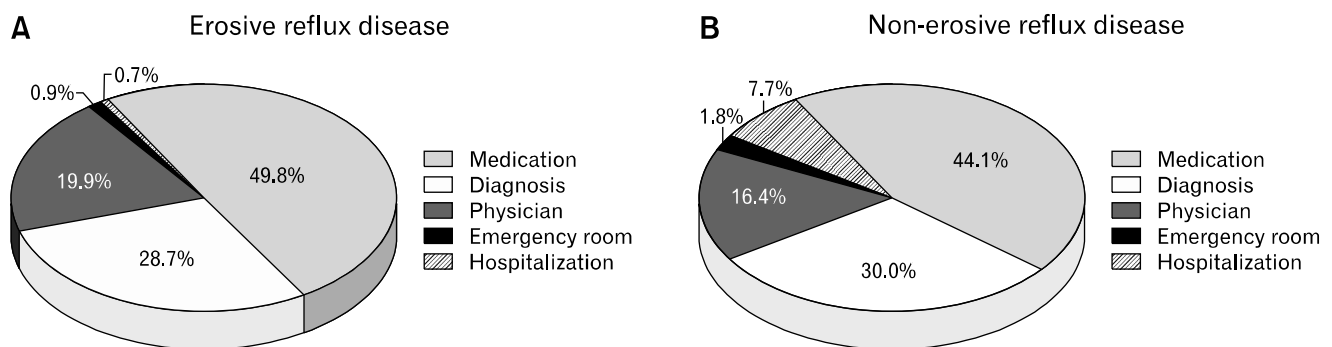 A
Erosive reflux disease
0.7%
0.9%
49.8%
19.9%
28.7%
Medication
Diagnosis
Physician
Emergency room
Hospitalization
B
Non-erosive reflux disease
7.7%
1.8%
44.1%
16.4%
30.0%
Medication
Diagnosis
Physician
Emergency room
Hospitalization